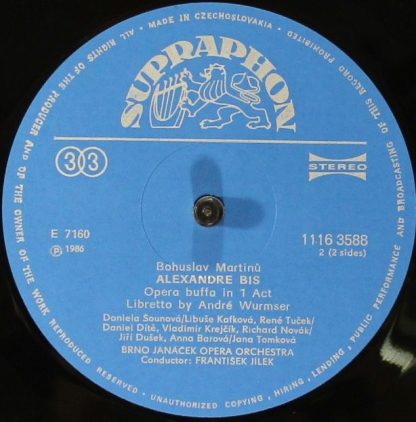 MADE IN CZECHOSLOVAKIA · ALL RIGHTS OF THE PRODUCER AND OF THE OWNER OF THE WORK REPRODUCED RESERVED · UNAUTHORIZED COPYING, HIRING, LENDING, PUBLIC PERFORMANCE AND BROADCASTING OF THIS RECORD PROHIBITED
SUPRAPHON
33
STEREO
E 7160
Ⓟ 1986
1116 3588
2 (2 sides)
Bohuslav Martinů
ALEXANDRE BIS
Opera buffa in 1 Act
Libretto by André Wurmser
Daniela Sounová/Libuše Kafková, René Tuček/
Daniel Dítě, Vladimír Krejčík, Richard Novák/
Jiří Dušek, Anna Barová/Jana Tomková
BRNO JANÁČEK OPERA ORCHESTRA
Conductor: FRANTIŠEK JÍLEK